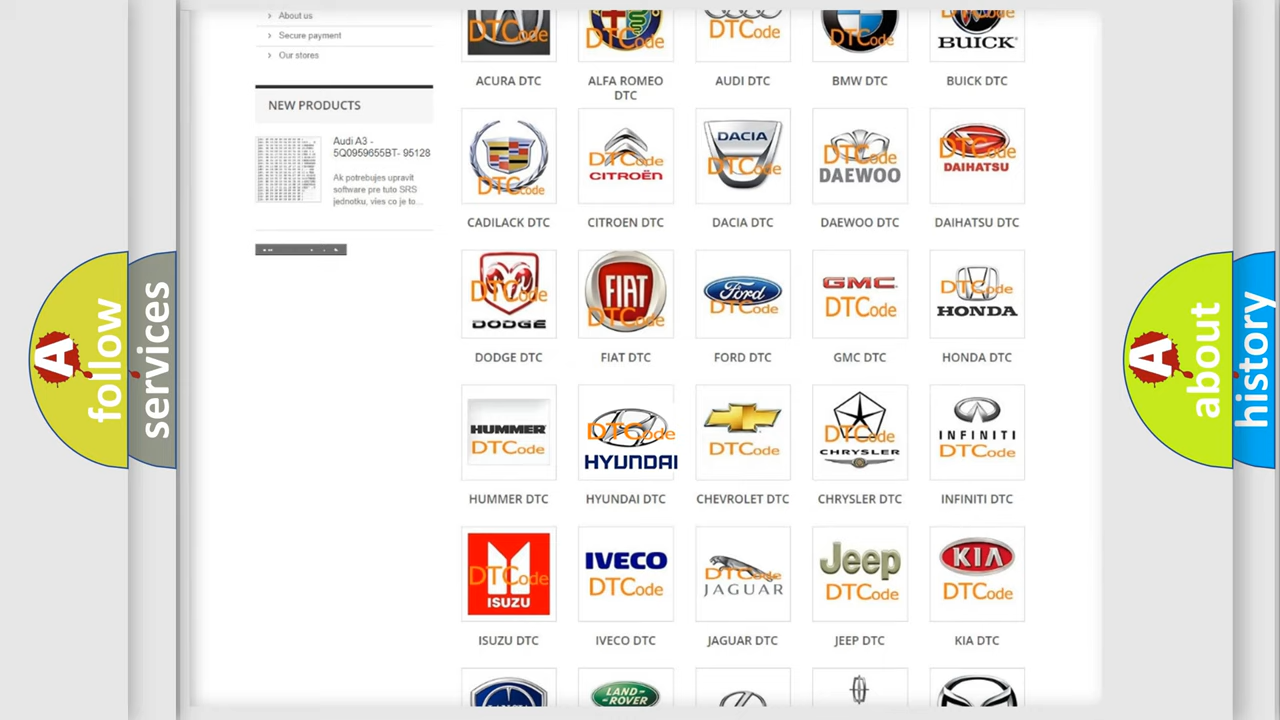 About us
Secure payment
Our stores
NEW PRODUCTS
Audi A3 -
5Q0959655BT- 95128
Ak potrebujes upravit
software pre tuto SRS
jednotku, vies co je to...
DTCode
DTCode
DTCode
DTCode
BUICK
ACURA DTC
ALFA ROMEO
DTC
AUDI DTC
BMW DTC
BUICK DTC
DTCode
DTCode
CITROËN
DACIA
DTCode
DTCode
DAEWOO
DTCode
DAIHATSU
CADILACK DTC
CITROEN DTC
DACIA DTC
DAEWOO DTC
DAIHATSU DTC
DTCode
DODGE
FIAT
DTCode
Ford
DTCode
GMC
DTCode
DTCode
HONDA
DODGE DTC
FIAT DTC
FORD DTC
GMC DTC
HONDA DTC
HUMMER
DTCode
DTCode
HYUNDAI
DTCode
DTCode
CHRYSLER
INFINITI
DTCode
HUMMER DTC
HYUNDAI DTC
CHEVROLET DTC
CHRYSLER DTC
INFINITI DTC
DTCode
ISUZU
IVECO
DTCode
DTCode
JAGUAR
Jeep
DTCode
KIA
DTCode
ISUZU DTC
IVECO DTC
JAGUAR DTC
JEEP DTC
KIA DTC
LAND-
ROVER
A
follow
services
A
about
history